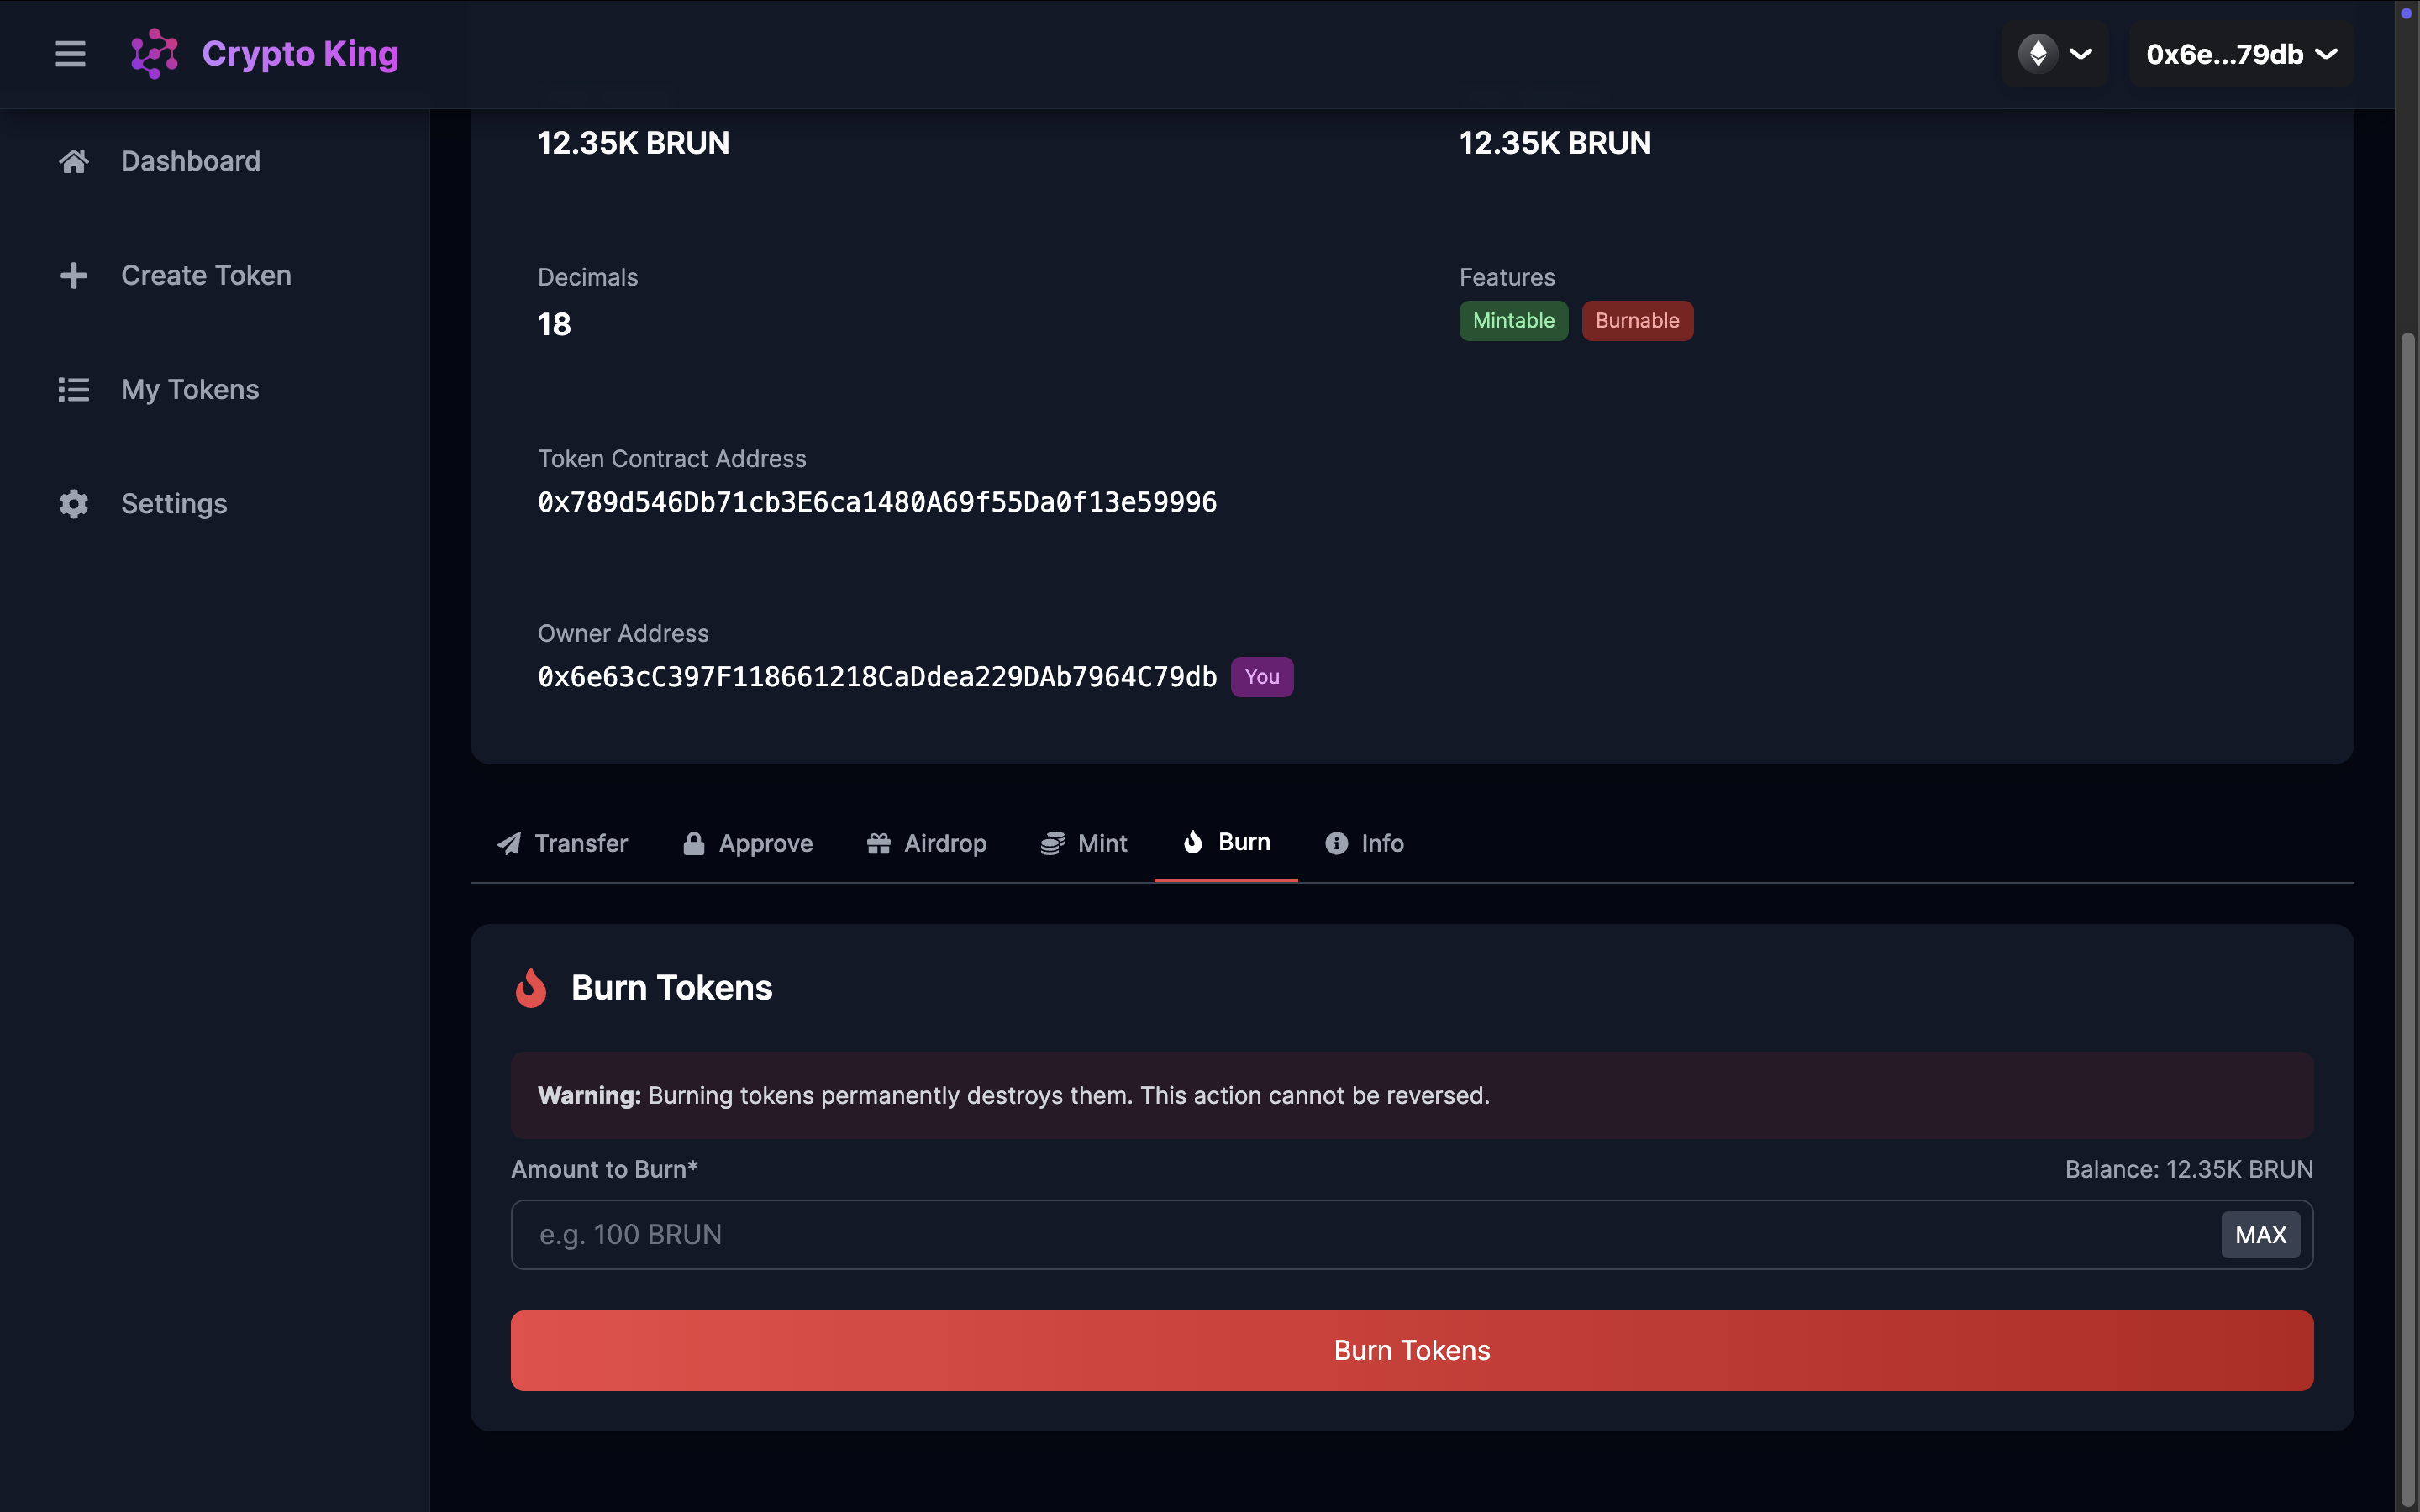 Crypto King
0x6e...79db
Dashboard
Create Token
My Tokens
Settings
12.35K BRUN
12.35K BRUN
Decimals
18
Features
Mintable
Burnable
Token Contract Address
0x789d546Db71cb3E6ca1480A69f55Da0f13e59996
Owner Address
0x6e63cC397F118661218CaDdea229DAb7964C79db You
Transfer
Approve
Airdrop
Mint
Burn
Info
Burn Tokens
Warning: Burning tokens permanently destroys them. This action cannot be reversed.
Amount to Burn*
Balance: 12.35K BRUN
e.g. 100 BRUN
MAX
Burn Tokens